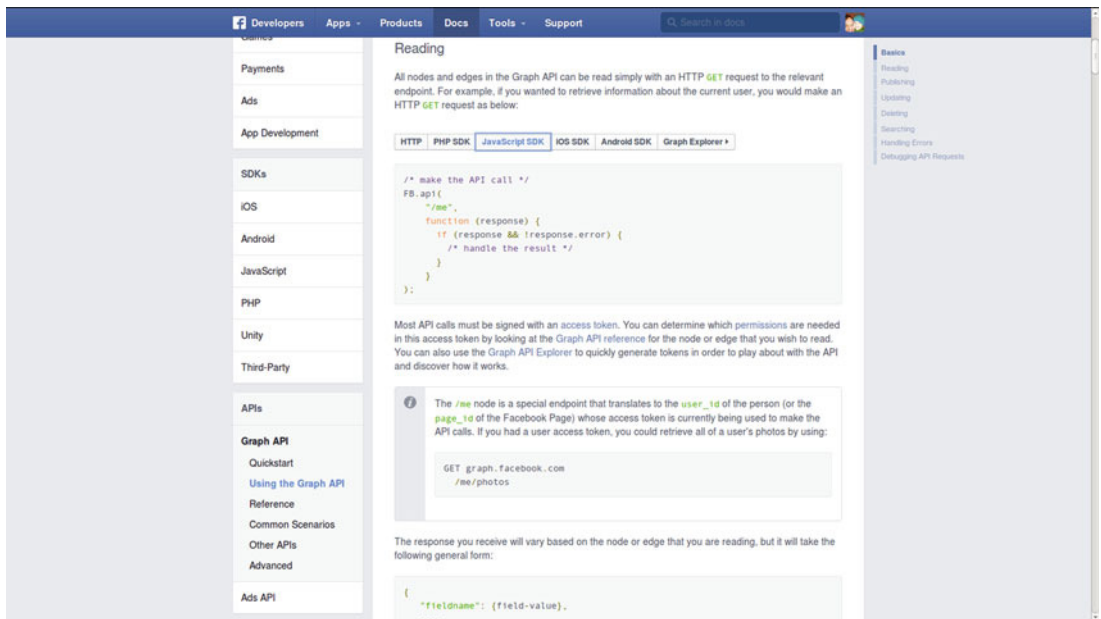 Developers Apps Products Docs Tools Support Search in docs
Games
Payments
Ads
App Development
SDKs
iOS
Android
JavaScript
PHP
Unity
Third-Party
APIs
Graph API
Quickstart
Using the Graph API
Reference
Common Scenarios
Other APIs
Advanced
Ads API
Reading
All nodes and edges in the Graph API can be read simply with an HTTP GET request to the relevant
endpoint. For example, if you wanted to retrieve information about the current user, you would make an
HTTP GET request as below:
HTTP PHP SDK JavaScript SDK iOS SDK Android SDK Graph Explorer
/* make the API call */
FB.api(
"/me",
function (response) {
if (response && !response.error) {
/* handle the result */
}
}
);
Most API calls must be signed with an access token. You can determine which permissions are needed
in this access token by looking at the Graph API reference for the node or edge that you wish to read.
You can also use the Graph API Explorer to quickly generate tokens in order to play about with the API
and discover how it works.
The /me node is a special endpoint that translates to the user_id of the person (or the
page_id of the Facebook Page) whose access token is currently being used to make the
API calls. If you had a user access token, you could retrieve all of a user's photos by using:
GET graph.facebook.com
/me/photos
The response you receive will vary based on the node or edge that you are reading, but it will take the
following general form:
{
"fieldname": {field-value},
Basics
Reading
Publishing
Updating
Deleting
Searching
Handling Errors
Debugging API Requests